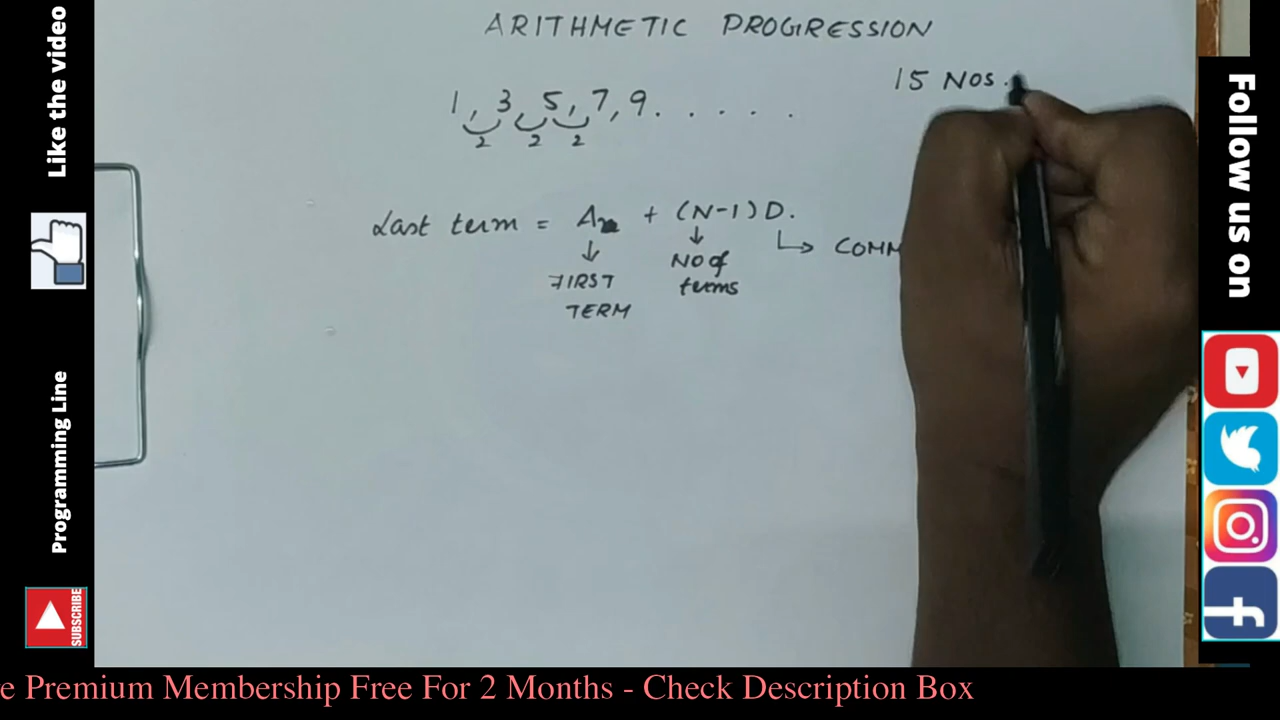 ARITHMETIC PROGRESSION
15 Nos.
1, 3, 5, 7, 9. . . . .
2 2 2
Last term = A + (N-1) D.
↓ ↓ ↳ COMM
FIRST NO of
TERM terms
Like the video
Programming Line
SUBSCRIBE
Follow us on
e Premium Membership Free For 2 Months - Check Description Box